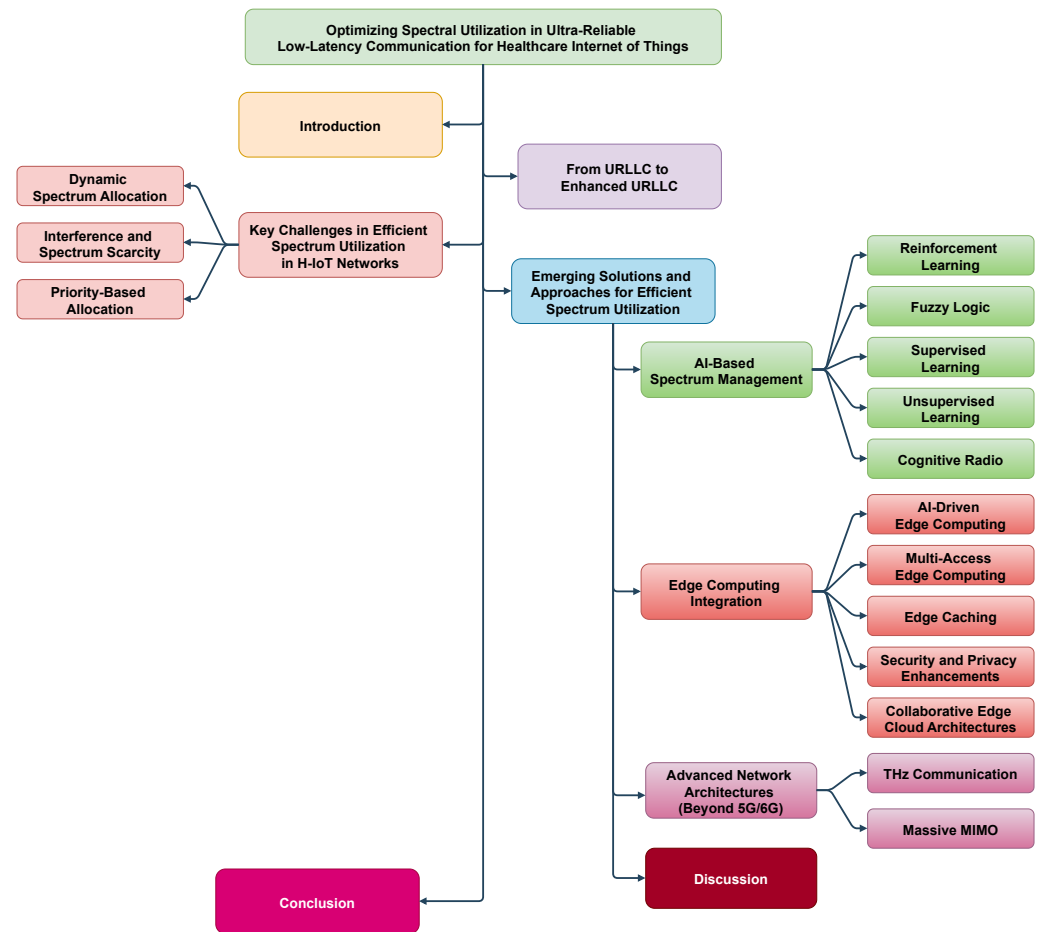 Optimizing Spectral Utilization in Ultra-Reliable
Low-Latency Communication for Healthcare Internet of Things
Introduction
From URLLC to
Enhanced URLLC
Key Challenges in Efficient
Spectrum Utilization
in H-IoT Networks
Dynamic
Spectrum Allocation
Interference and
Spectrum Scarcity
Priority-Based
Allocation
Emerging Solutions and
Approaches for Efficient
Spectrum Utilization
AI-Based
Spectrum Management
Reinforcement
Learning
Fuzzy Logic
Supervised
Learning
Unsupervised
Learning
Cognitive Radio
Edge Computing
Integration
AI-Driven
Edge Computing
Multi-Access
Edge Computing
Edge Caching
Security and Privacy
Enhancements
Collaborative Edge
Cloud Architectures
Advanced Network
Architectures
(Beyond 5G/6G)
THz Communication
Massive MIMO
Discussion
Conclusion